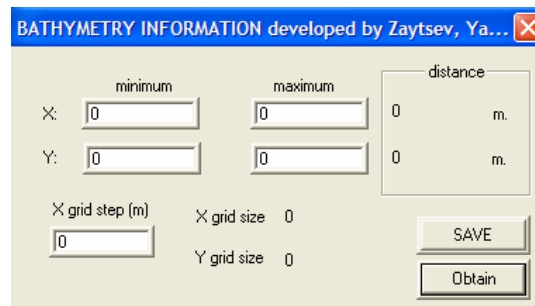 BATHYMETRY INFORMATION developed by Zaytsev, Ya...
minimum maximum distance
X: 0 0 0 m.
Y: 0 0 0 m.
X grid step (m) X grid size 0
0 SAVE
Y grid size 0
Obtain